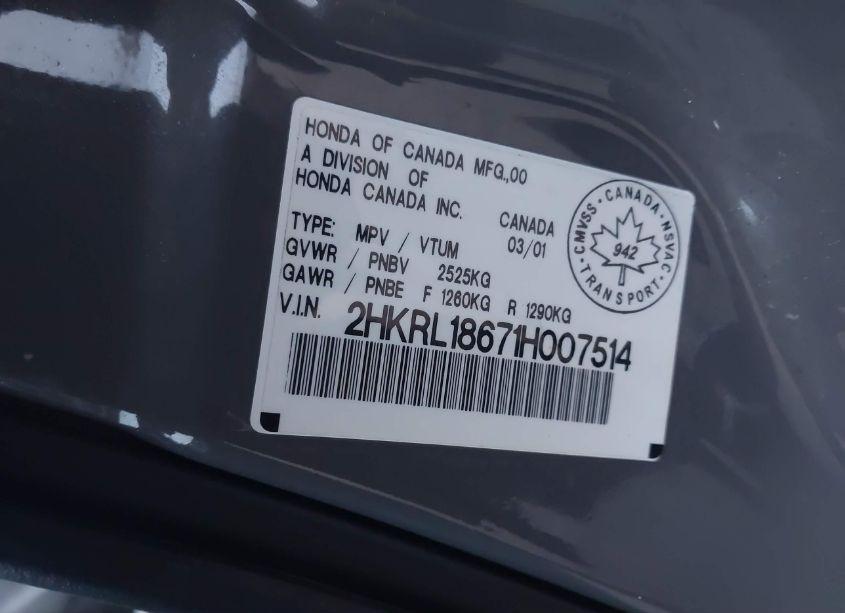 HONDA OF CANADA MFG.,00
A DIVISION OF
HONDA CANADA INC.
CANADA
03/01
TYPE: MPV / VTUM
GVWR / PNBV 2525KG
GAWR / PNBE F 1260KG R 1290KG
V.I.N. 2HKRL18671H007514
CMVSS · CANADA · NSVAC
942
TRANSPORT